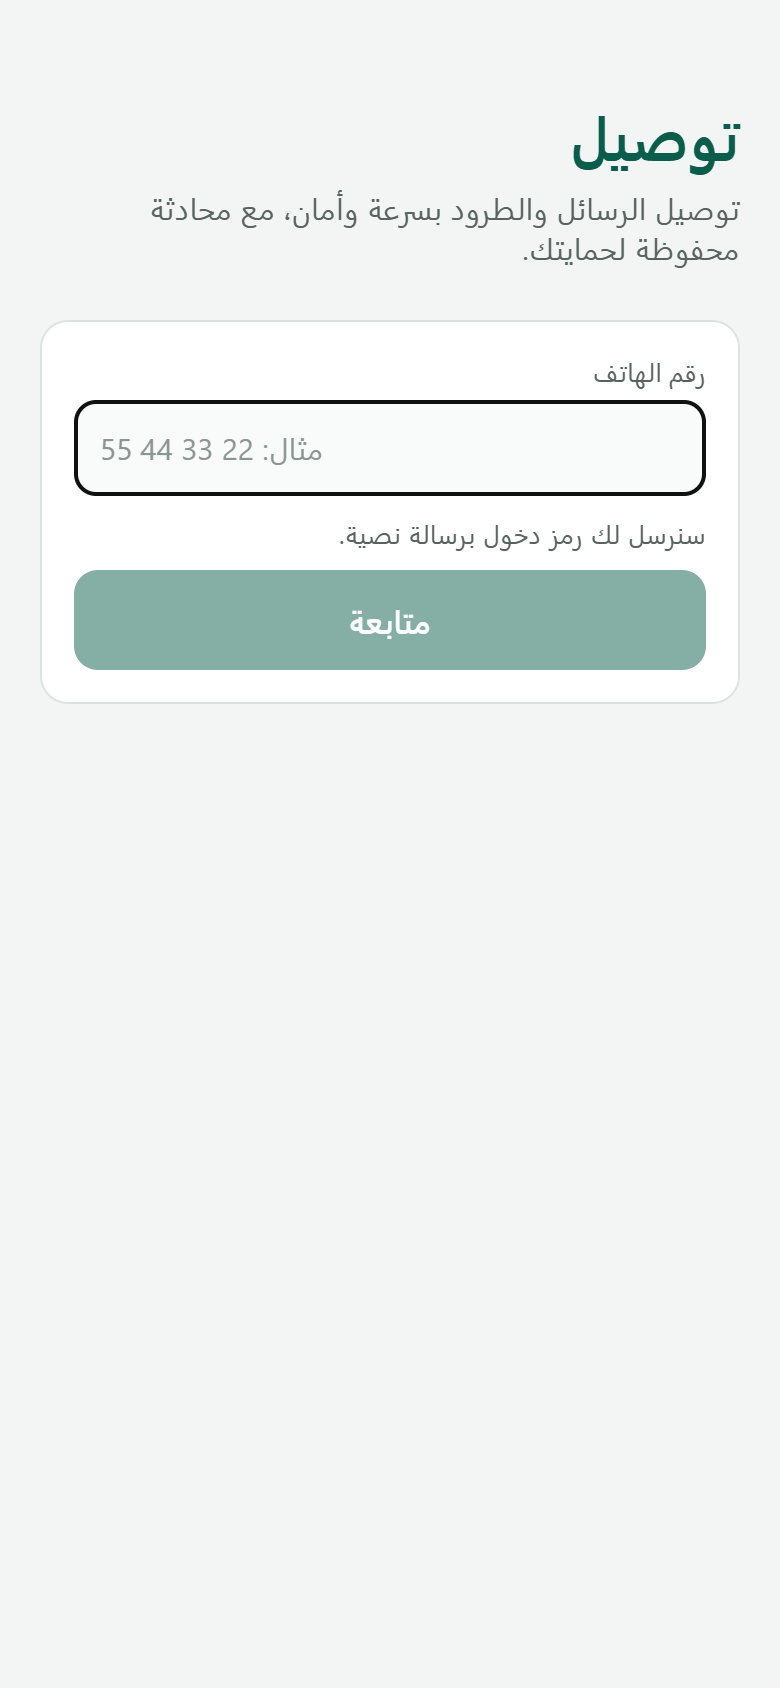 توصيل
توصيل الرسائل والطرود بسرعة وأمان، مع محادثة
محفوظة لحمايتك.
رقم الهاتف
مثال: 22 33 44 55
سنرسل لك رمز دخول برسالة نصية.
متابعة